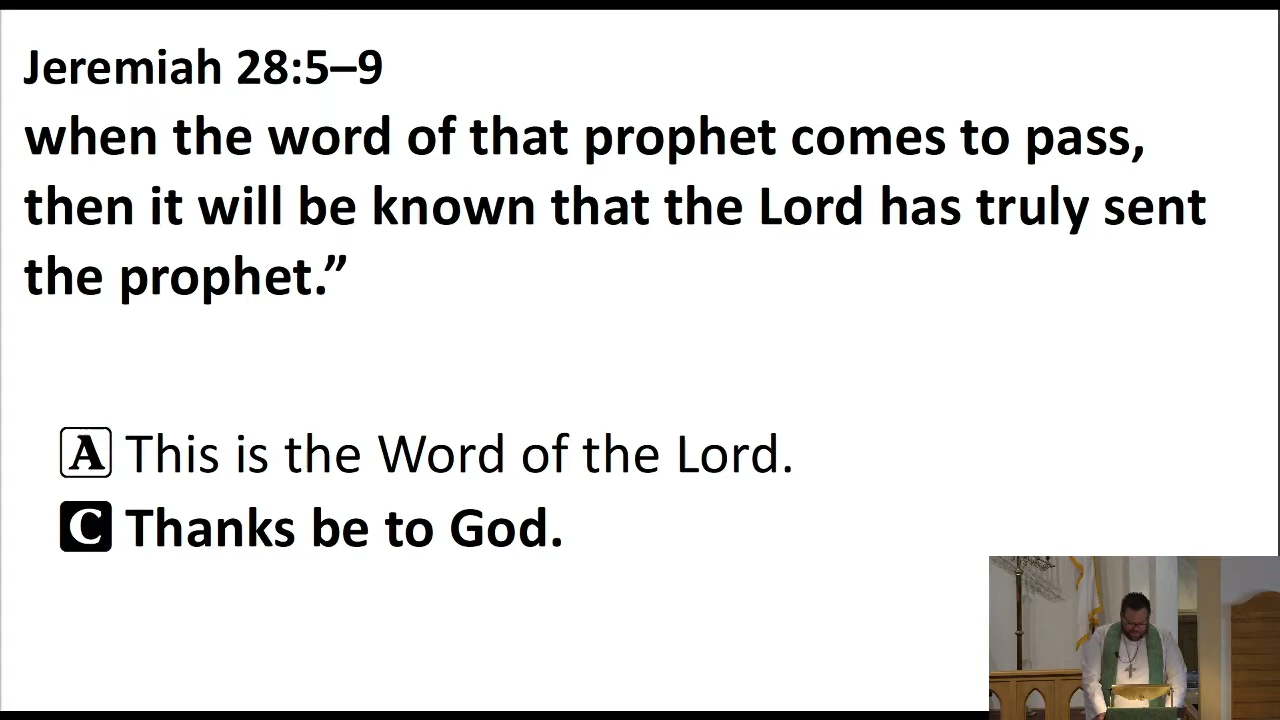 Jeremiah 28:5–9
when the word of that prophet comes to pass,
then it will be known that the Lord has truly sent
the prophet.”
A This is the Word of the Lord.
C Thanks be to God.